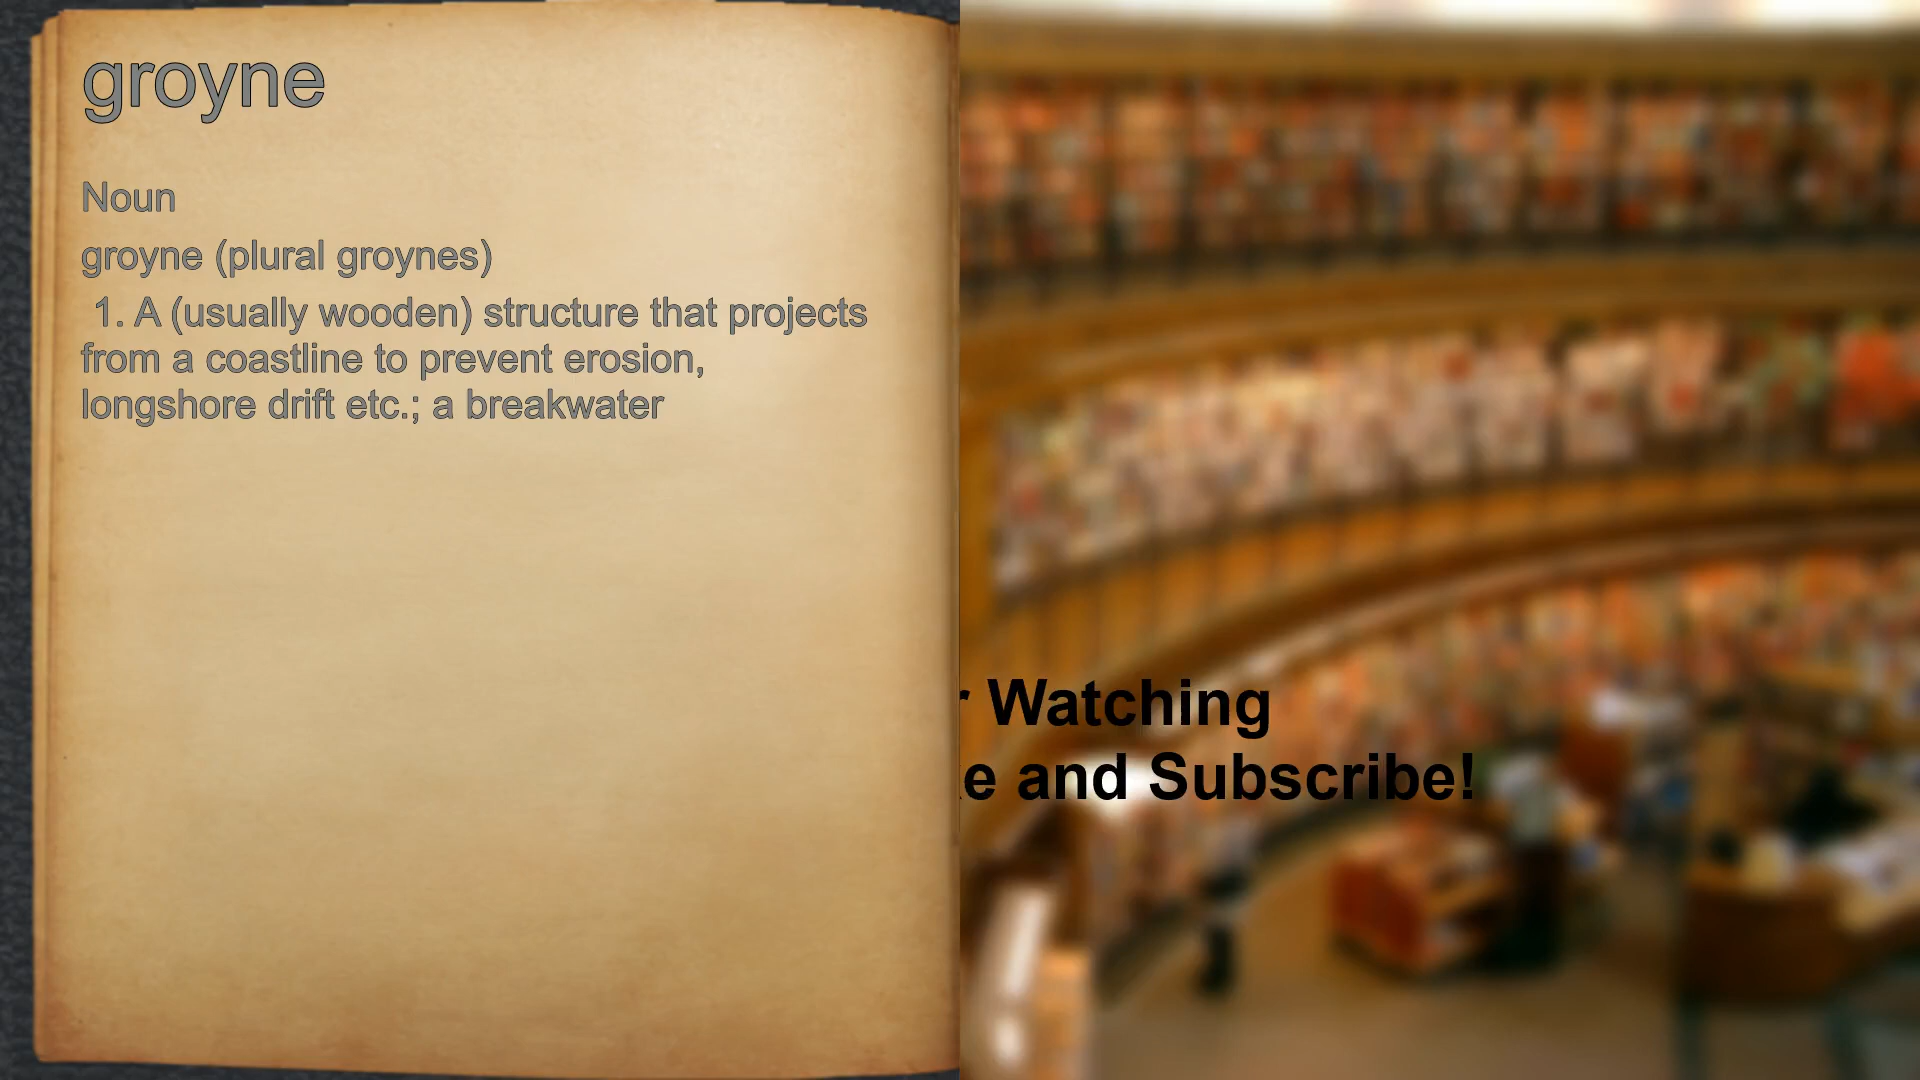 groyne
Noun
groyne (plural groynes)
1. A (usually wooden) structure that projects
from a coastline to prevent erosion,
longshore drift etc.; a breakwater
Watching
and Subscribe!